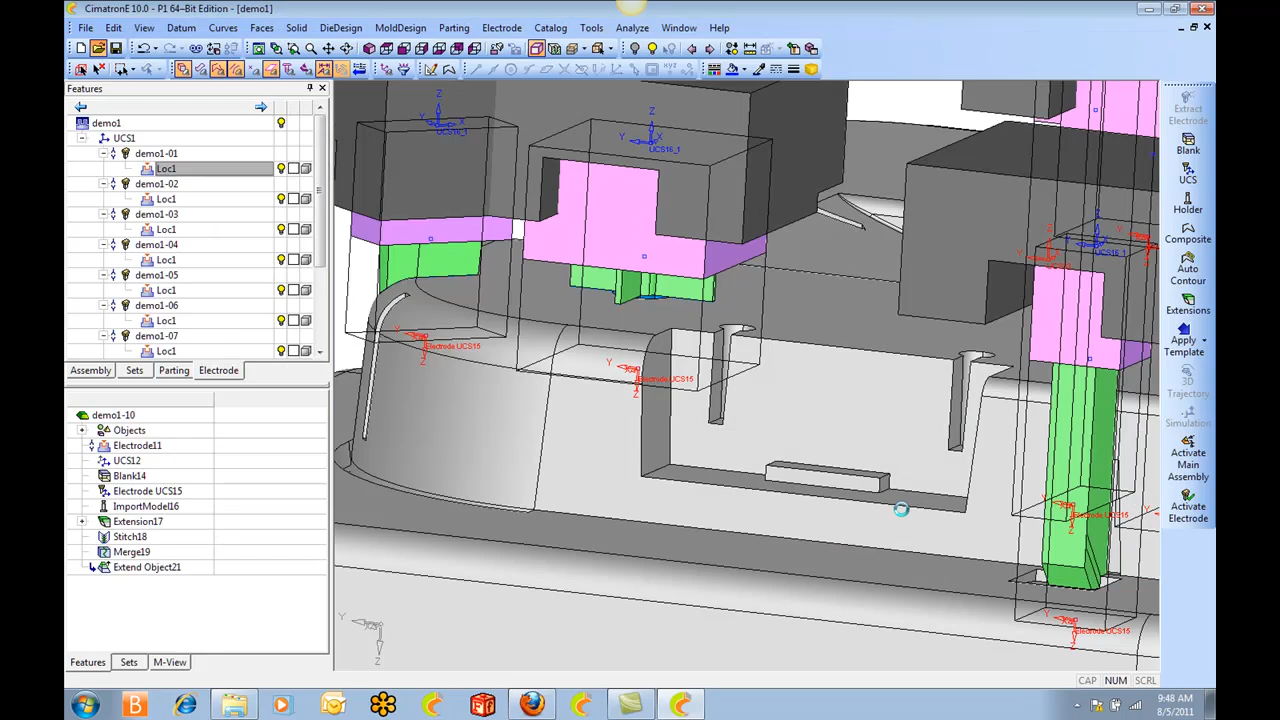 CimatronE 10.0 - P1 64-Bit Edition - [demo1]
File Edit View Datum Curves Faces Solid DieDesign MoldDesign Parting Electrode Catalog Tools Analyze Window Help
Features
demo1
UCS1
demo1-01
Loc1
demo1-02
Loc1
demo1-03
Loc1
demo1-04
Loc1
demo1-05
Loc1
demo1-06
Loc1
demo1-07
Loc1
Assembly Sets Parting Electrode
demo1-10
Objects
Electrode11
UCS12
Blank14
Electrode UCS15
ImportModel16
Extension17
Stitch18
Merge19
Extend Object21
Features Sets M-View
Z
Y X
UCS16_1
Z
Y X
UCS16_1
Y
Electrode UCS15
Z
Y
Electrode UCS15
Z
Z
UCS16_1
Y
Electrode UCS15
Z
Y
Electrode UCS15
Z
Y
Z
Extract Electrode
Blank
UCS
Holder
Composite
Auto Contour
Extensions
Apply Template
3D Trajectory
Simulation
Activate Main Assembly
Activate Electrode
CAP NUM SCRL
9:48 AM
8/5/2011